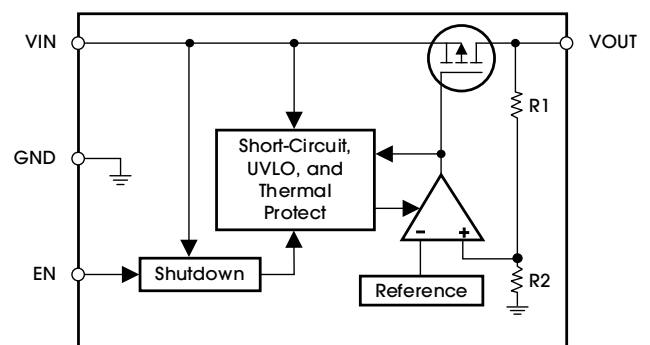 VIN
VOUT
R1
Short-Circuit,
UVLO, and
Thermal
Protect
GND
- +
EN
Shutdown
Reference
R2